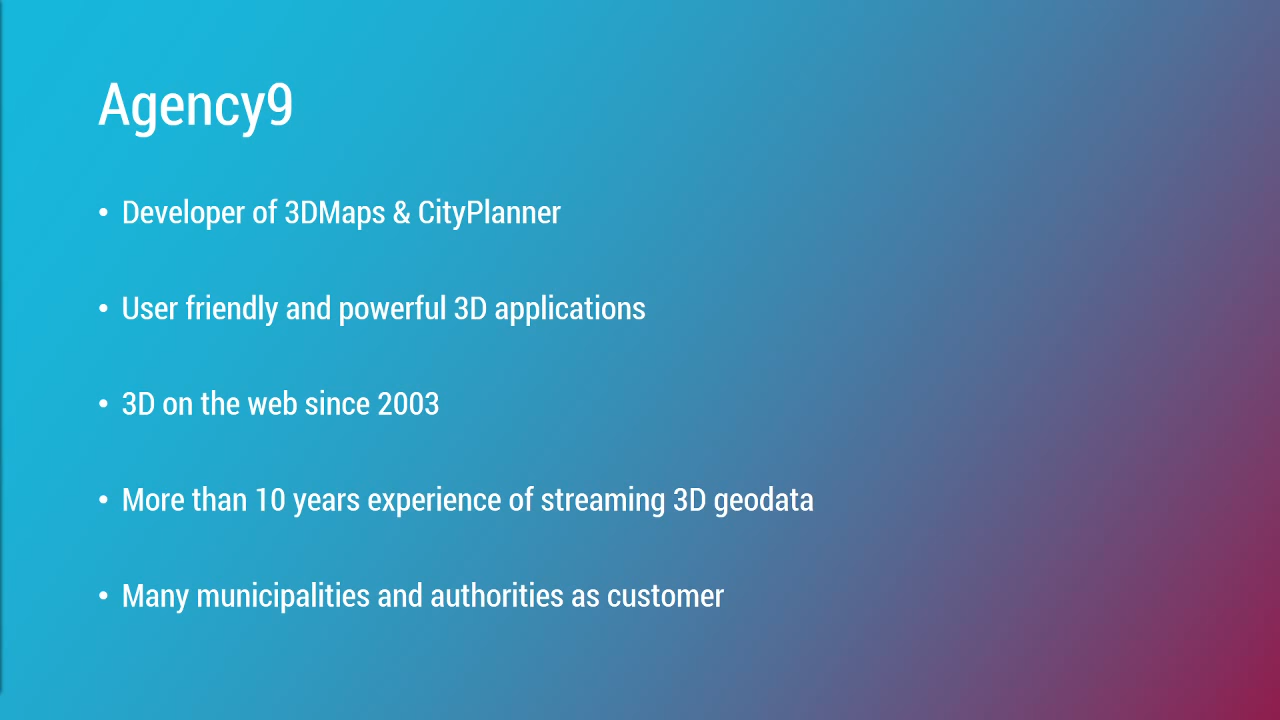 Agency9
• Developer of 3DMaps & CityPlanner
• User friendly and powerful 3D applications
• 3D on the web since 2003
• More than 10 years experience of streaming 3D geodata
• Many municipalities and authorities as customer